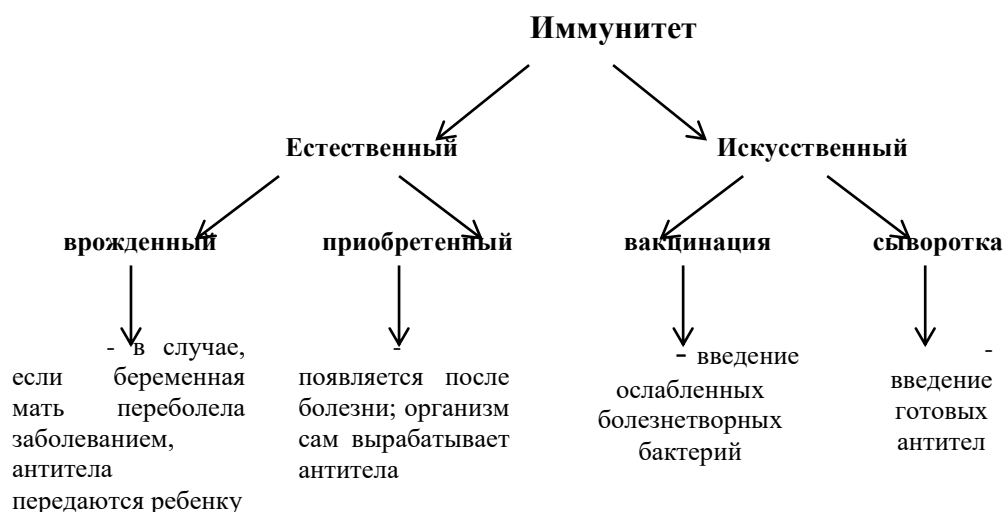 Иммунитет
Естественный
Искусственный
врожденный
приобретенный
вакцинация
сыворотка
- в случае,
если беременная
мать переболела
заболеванием,
антитела
передаются ребенку
-
появляется после
болезни; организм
сам вырабатывает
антитела
- введение
ослабленных
болезнетворных
бактерий
-
введение
готовых
антител